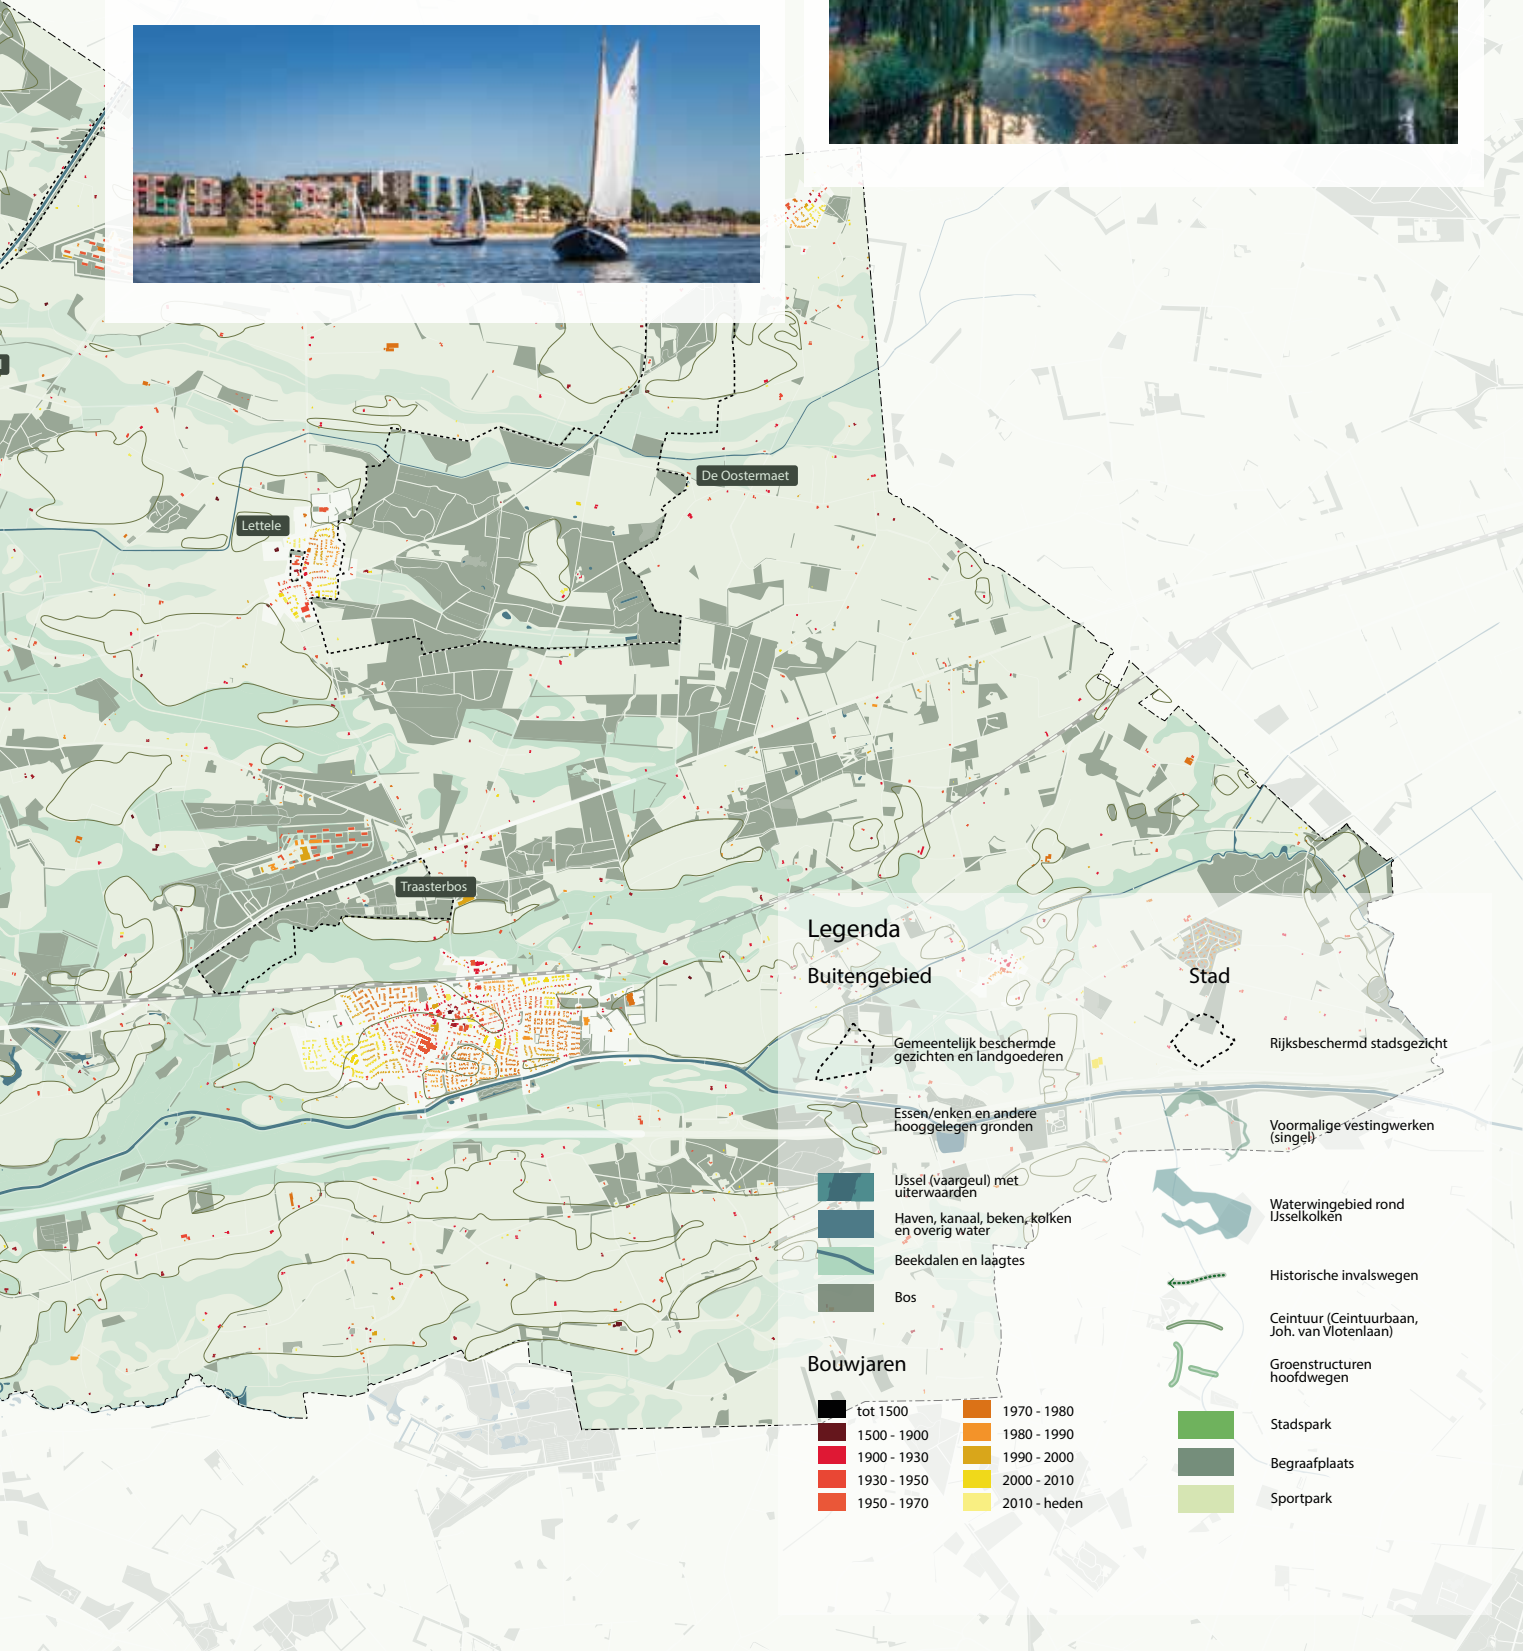 De Oostermaet
Lettele
Traasterbos
Legenda
Buitengebied
Gemeentelijk beschermde
gezichten en landgoederen
Essen/enken en andere
hooggelegen gronden
IJssel (vaargeul) met
uiterwaarden
Haven, kanaal, beken, kolken
en overig water
Beekdalen en laagtes
Bos
Bouwjaren
tot 1500
1500 - 1900
1900 - 1930
1930 - 1950
1950 - 1970
1970 - 1980
1980 - 1990
1990 - 2000
2000 - 2010
2010 - heden
Stad
Rijksbeschermd stadsgezicht
Voormalige vestingwerken
(singel)
Waterwingebied rond
IJsselkolken
Historische invalswegen
Ceintuur (Ceintuurbaan,
Joh. van Vlotenlaan)
Groenstructuren
hoofdwegen
Stadspark
Begraafplaats
Sportpark